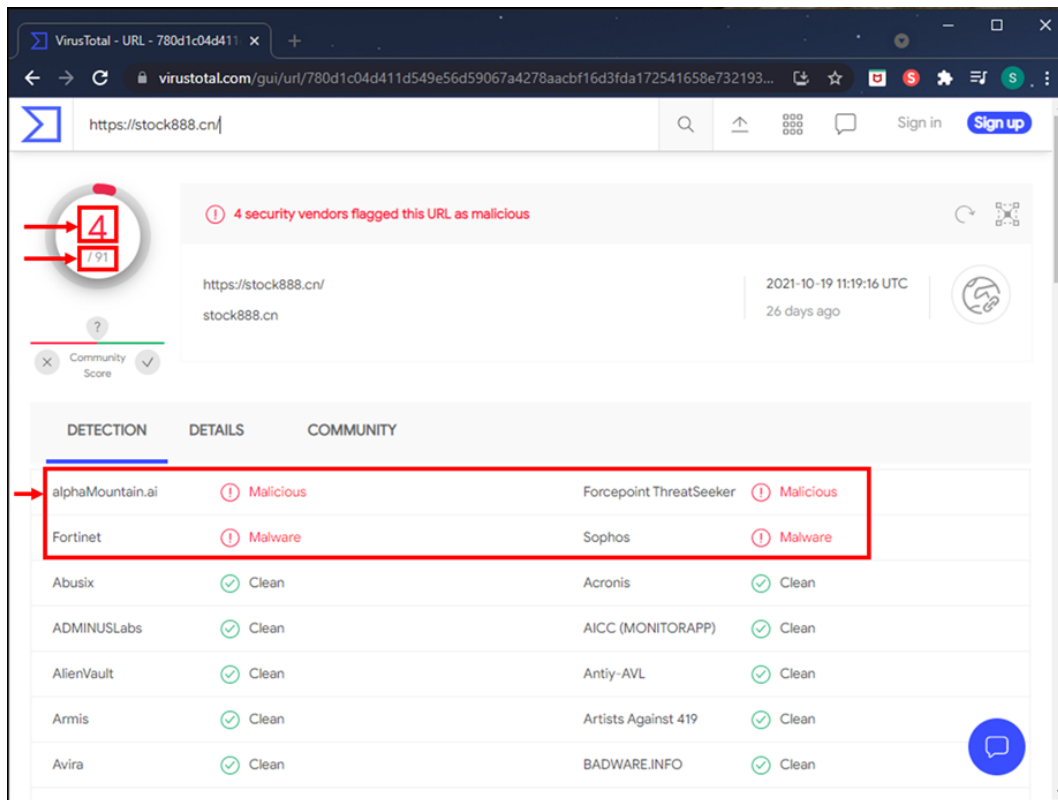 VirusTotal - URL - 780d1c04d411
virustotal.com/gui/url/780d1c04d411d549e56d59067a4278aacbf16d3fda172541658e732193...
S
S
https://stock888.cn/
Sign in
Sign up
4
/ 91
4 security vendors flagged this URL as malicious
https://stock888.cn/
stock888.cn
2021-10-19 11:19:16 UTC
26 days ago
?
Community
Score
DETECTION DETAILS COMMUNITY
alphaMountain.ai Malicious Forcepoint ThreatSeeker Malicious
Fortinet Malware Sophos Malware
Abusix Clean Acronis Clean
ADMINUSLabs Clean AICC (MONITORAPP) Clean
AlienVault Clean Antiy-AVL Clean
Armis Clean Artists Against 419 Clean
Avira Clean BADWARE.INFO Clean